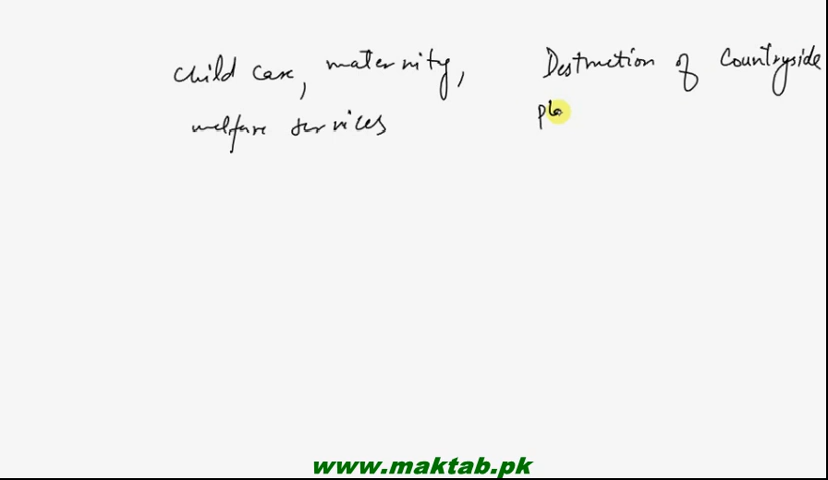 child care, maternity,
welfare services
Destruction of Countryside
www.maktab.pk